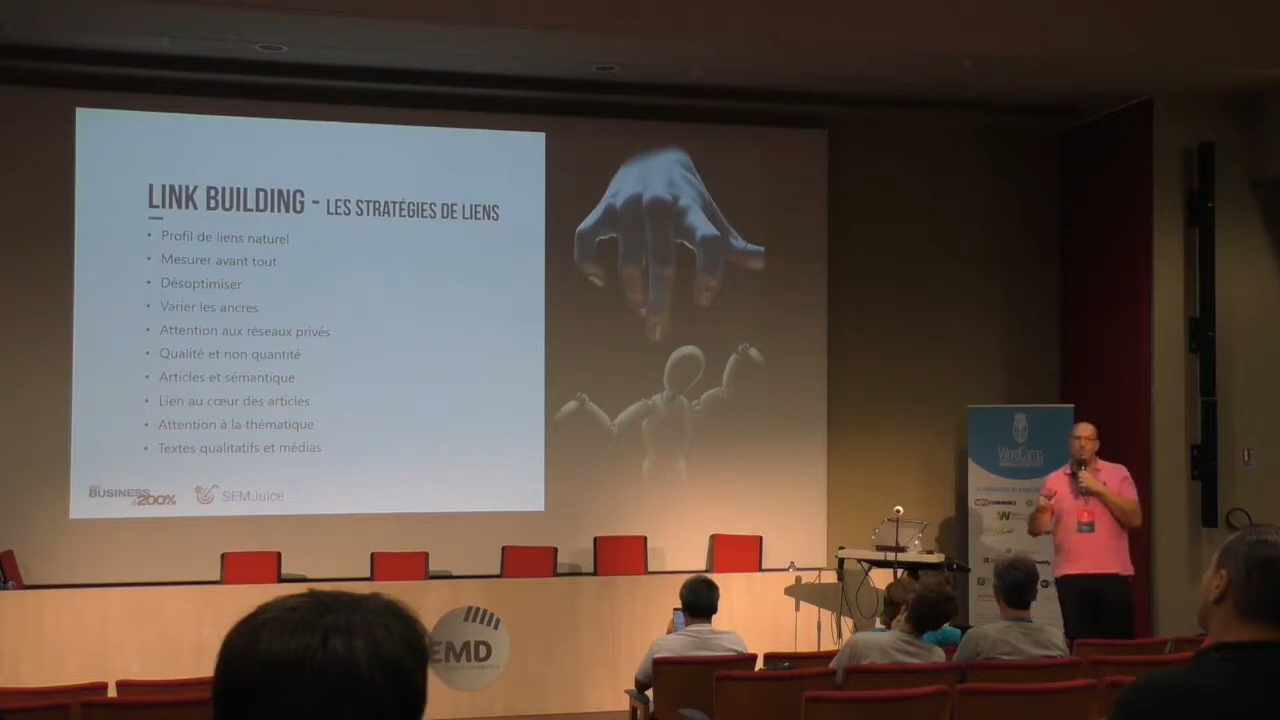 LINK BUILDING - LES STRATÉGIES DE LIENS
• Profil de liens naturel
• Mesurer avant tout
• Désoptimiser
• Varier les ancres
• Attention aux réseaux privés
• Qualité et non quantité
• Articles et sémantique
• Lien au cœur des articles
• Attention à la thématique
• Textes qualitatifs et médias
BUSINESS
200%
SEMJuice
WordCamp
EMD